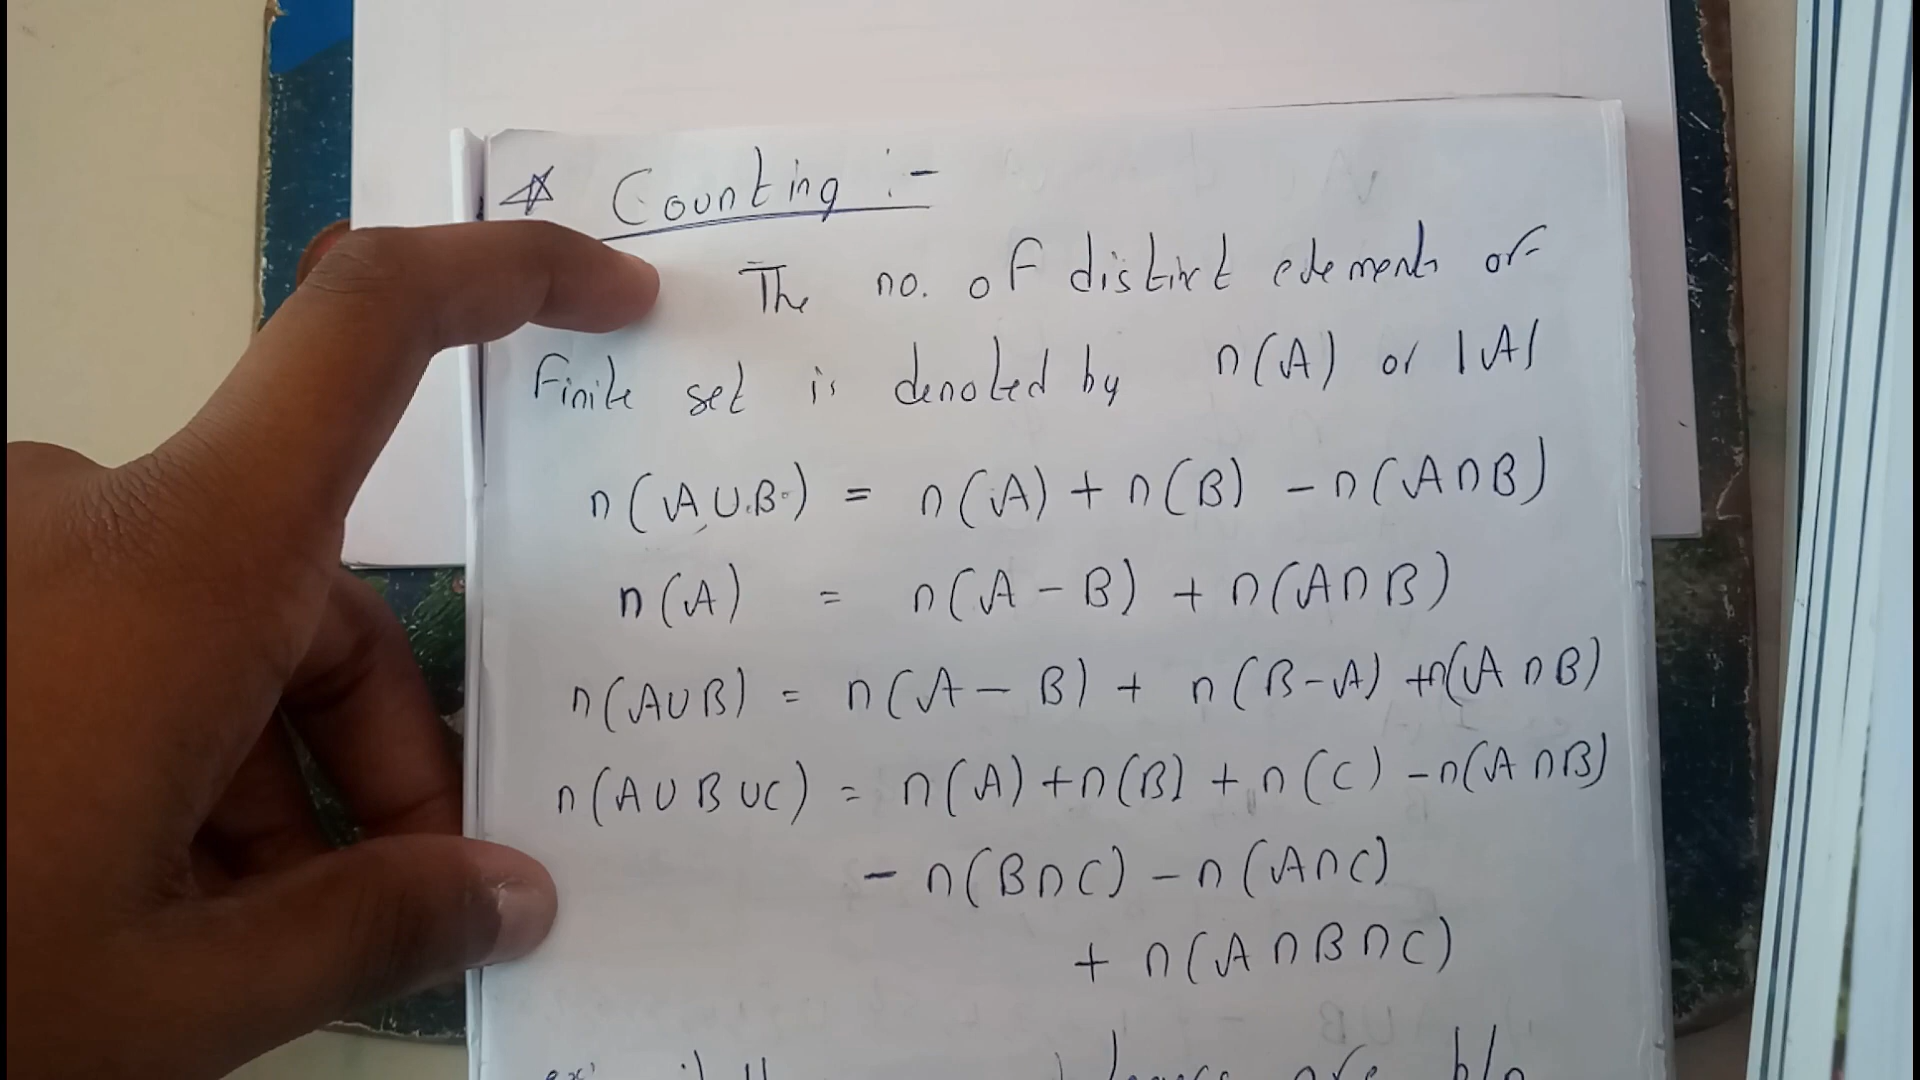 Counting :-
The no. of distinct elements of
finite set is denoted by n(A) or |A|
n(A∪B) = n(A) + n(B) - n(A∩B)
n(A) = n(A - B) + n(A∩B)
n(A∪B) = n(A - B) + n(B-A) +n(A∩B)
n(A∪B∪C) = n(A) +n(B) + n(C) -n(A∩B)
- n(B∩C) - n(A∩C)
+ n(A∩B∩C)